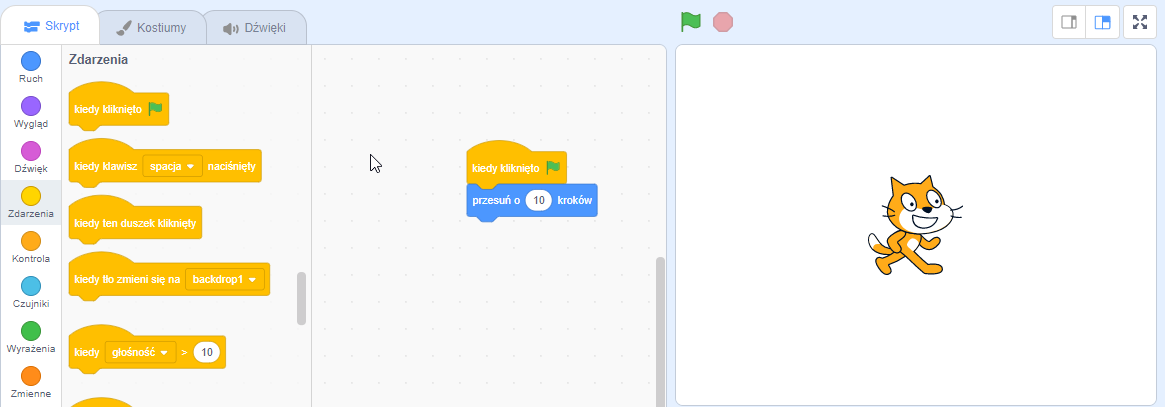 Skrypt
Kostiumy
Dźwięki
Ruch
Wygląd
Dźwięk
Zdarzenia
Kontrola
Czujniki
Wyrażenia
Zmienne
Zdarzenia
kiedy kliknięto
kiedy klawisz spacja naciśnięty
kiedy ten duszek kliknięty
kiedy tło zmieni się na backdrop1
kiedy głośność > 10
kiedy kliknięto
przesuń o 10 kroków